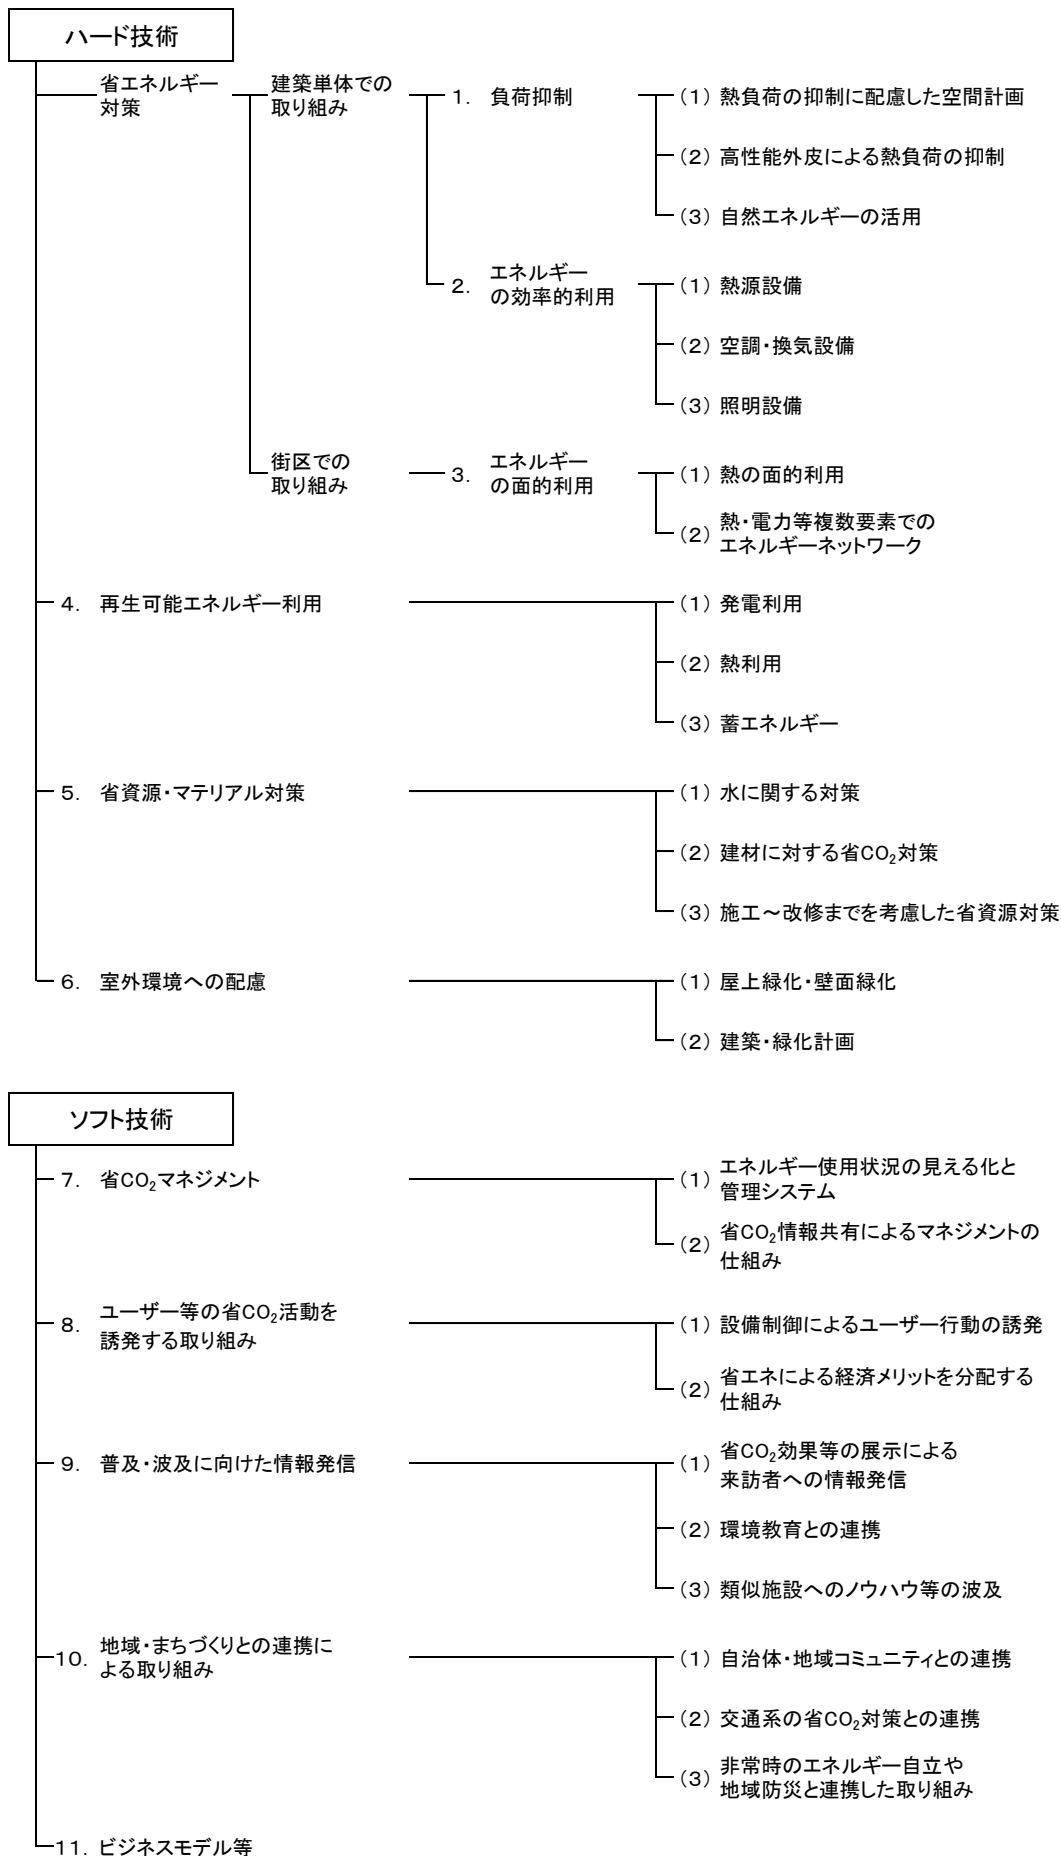 ハード技術
省エネルギー
対策
建築単体での
取り組み
1. 負荷抑制
(1) 熱負荷の抑制に配慮した空間計画
(2) 高性能外皮による熱負荷の抑制
(3) 自然エネルギーの活用
2. エネルギー
の効率的利用
(1) 熱源設備
(2) 空調・換気設備
(3) 照明設備
街区での
取り組み
3. エネルギー
の面的利用
(1) 熱の面的利用
(2) 熱・電力等複数要素での
エネルギーネットワーク
4. 再生可能エネルギー利用
(1) 発電利用
(2) 熱利用
(3) 蓄エネルギー
5. 省資源・マテリアル対策
(1) 水に関する対策
(2) 建材に対する省CO₂対策
(3) 施工～改修までを考慮した省資源対策
6. 室外環境への配慮
(1) 屋上緑化・壁面緑化
(2) 建築・緑化計画
ソフト技術
7. 省CO₂マネジメント
(1) エネルギー使用状況の見える化と
管理システム
(2) 省CO₂情報共有によるマネジメントの
仕組み
8. ユーザー等の省CO₂活動を
誘発する取り組み
(1) 設備制御によるユーザー行動の誘発
(2) 省エネによる経済メリットを分配する
仕組み
9. 普及・波及に向けた情報発信
(1) 省CO₂効果等の展示による
来訪者への情報発信
(2) 環境教育との連携
(3) 類似施設へのノウハウ等の波及
10. 地域・まちづくりとの連携に
よる取り組み
(1) 自治体・地域コミュニティとの連携
(2) 交通系の省CO₂対策との連携
(3) 非常時のエネルギー自立や
地域防災と連携した取り組み
11. ビジネスモデル等